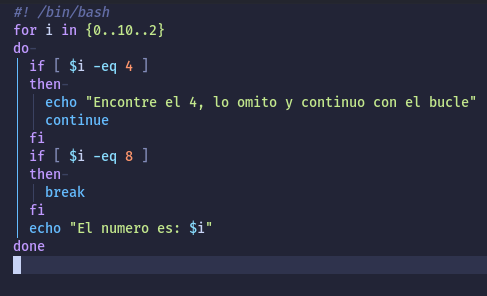 #! /bin/bash
for i in {0..10..2}
do
if [ $i -eq 4 ]
then
echo "Encontre el 4, lo omito y continuo con el bucle"
continue
fi
if [ $i -eq 8 ]
then
break
fi
echo "El numero es: $i"
done